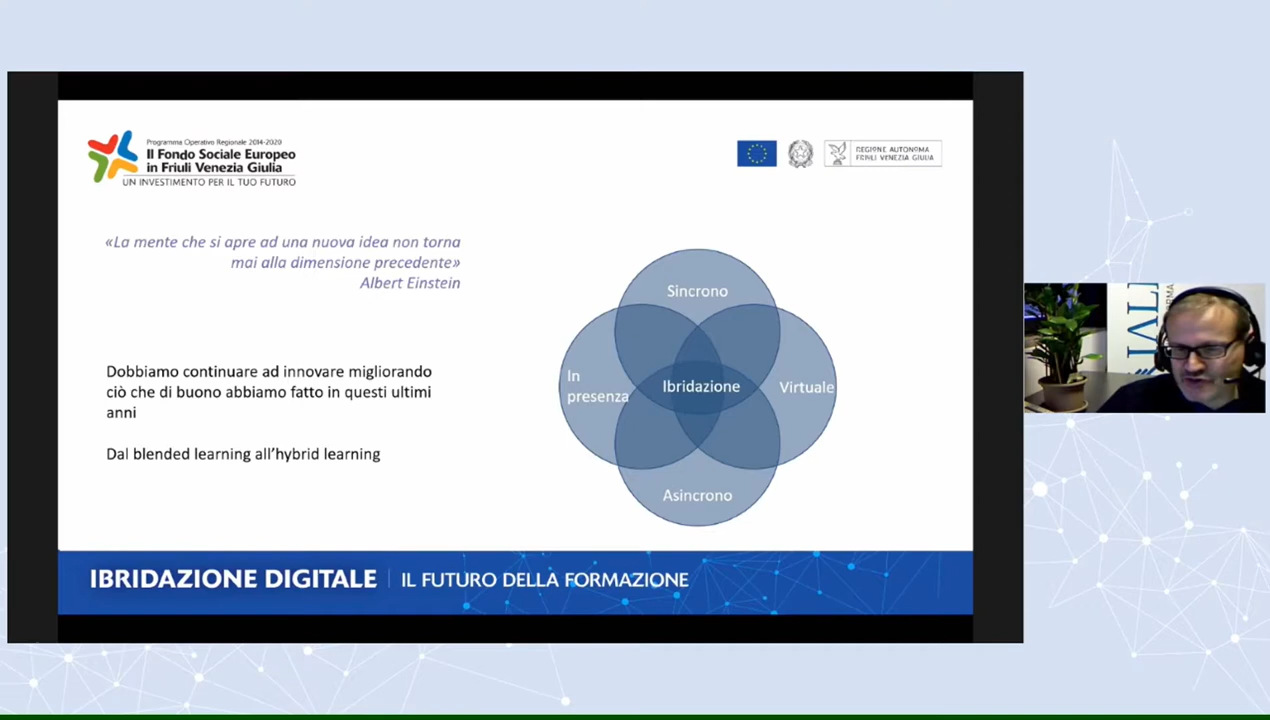 Programma Operativo Regionale 2014-2020
Il Fondo Sociale Europeo
in Friuli Venezia Giulia
UN INVESTIMENTO PER IL TUO FUTURO
REGIONE AUTONOMA
FRIULI VENEZIA GIULIA
«La mente che si apre ad una nuova idea non torna
mai alla dimensione precedente»
Albert Einstein
Dobbiamo continuare ad innovare migliorando
ciò che di buono abbiamo fatto in questi ultimi
anni
Dal blended learning all'hybrid learning
Sincrono
In
presenza
Ibridazione
Virtuale
Asincrono
IBRIDAZIONE DIGITALE | IL FUTURO DELLA FORMAZIONE